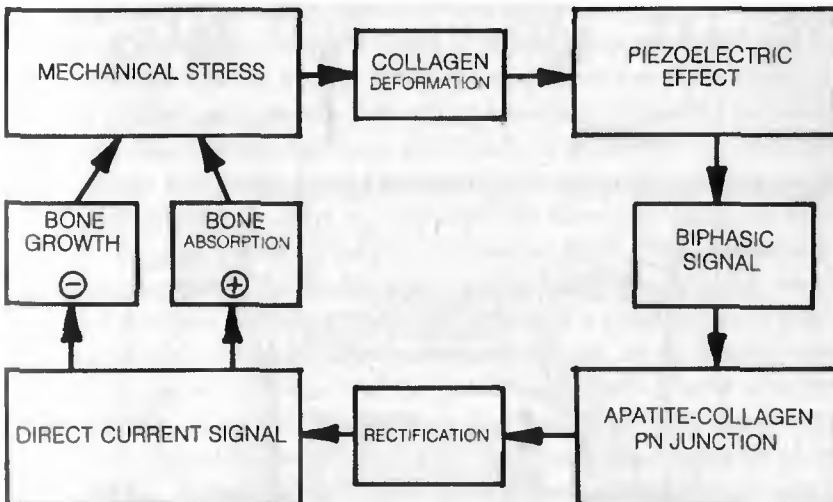 MECHANICAL STRESS
COLLAGEN
DEFORMATION
PIEZOELECTRIC
EFFECT
BONE
GROWTH
⊖
BONE
ABSORPTION
⊕
BIPHASIC
SIGNAL
DIRECT CURRENT SIGNAL
RECTIFICATION
APATITE-COLLAGEN
PN JUNCTION